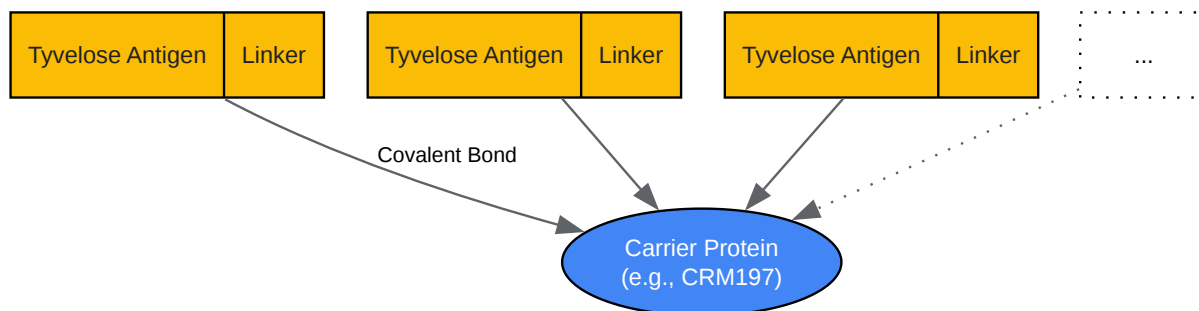 Tyvelose Antigen Linker Tyvelose Antigen Linker Tyvelose Antigen Linker ...
Covalent Bond
Carrier Protein
(e.g., CRM197)